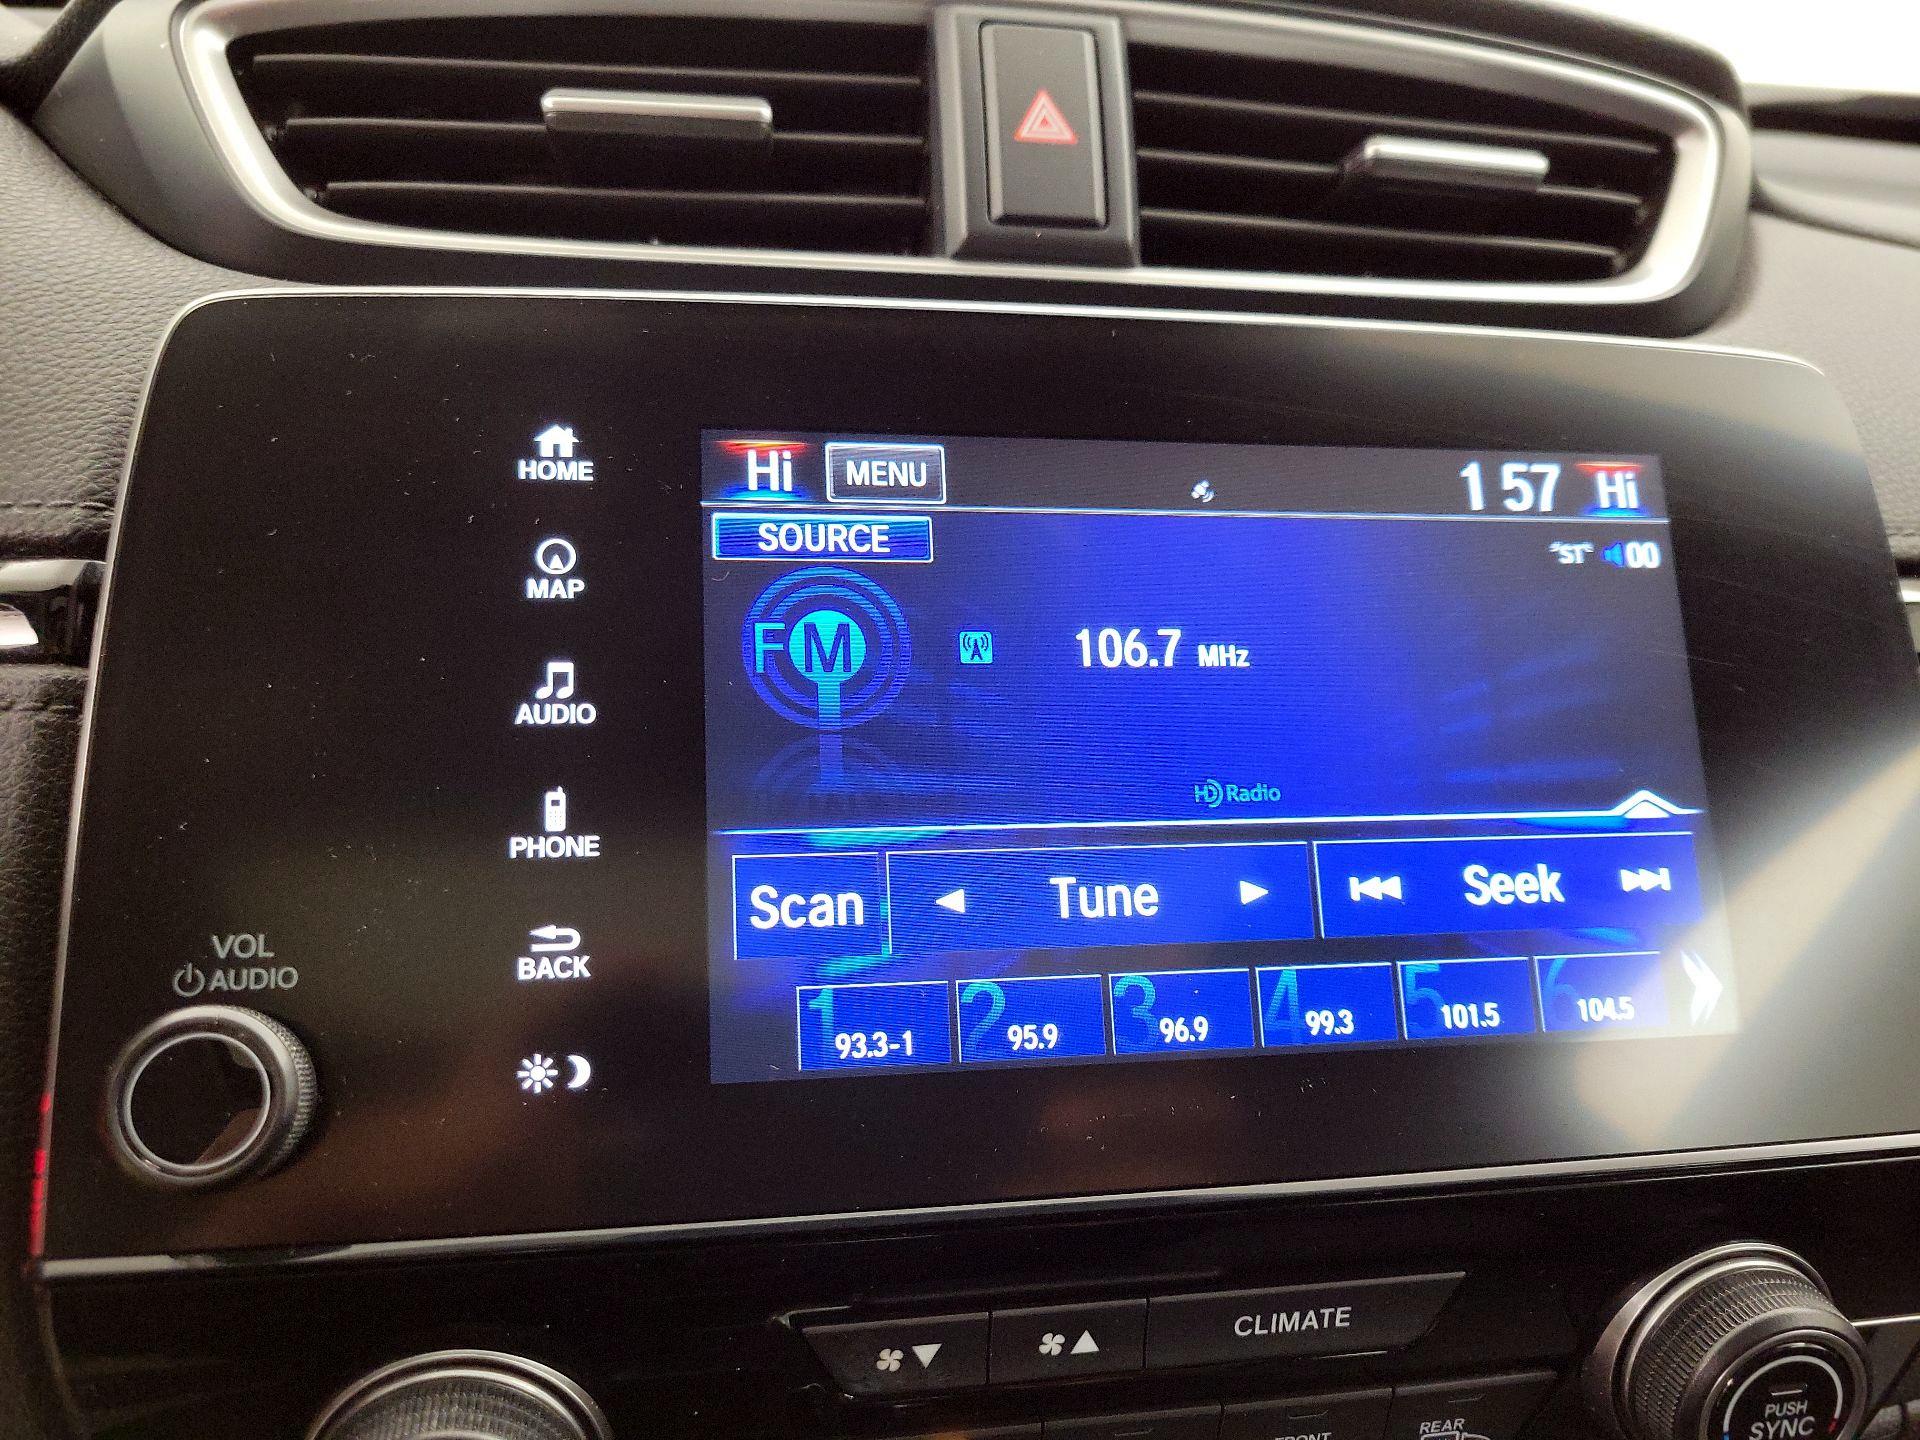 HOME
MAP
AUDIO
PHONE
BACK
VOL
AUDIO
Hi MENU 1 57 Hi
SOURCE
"ST" 00
FM 106.7 MHz
HD Radio
Scan Tune Seek
1 93.3-1 2 95.9 3 96.9 4 99.3 5 101.5 6 104.5
CLIMATE
FRONT
REAR
PUSH
SYNC